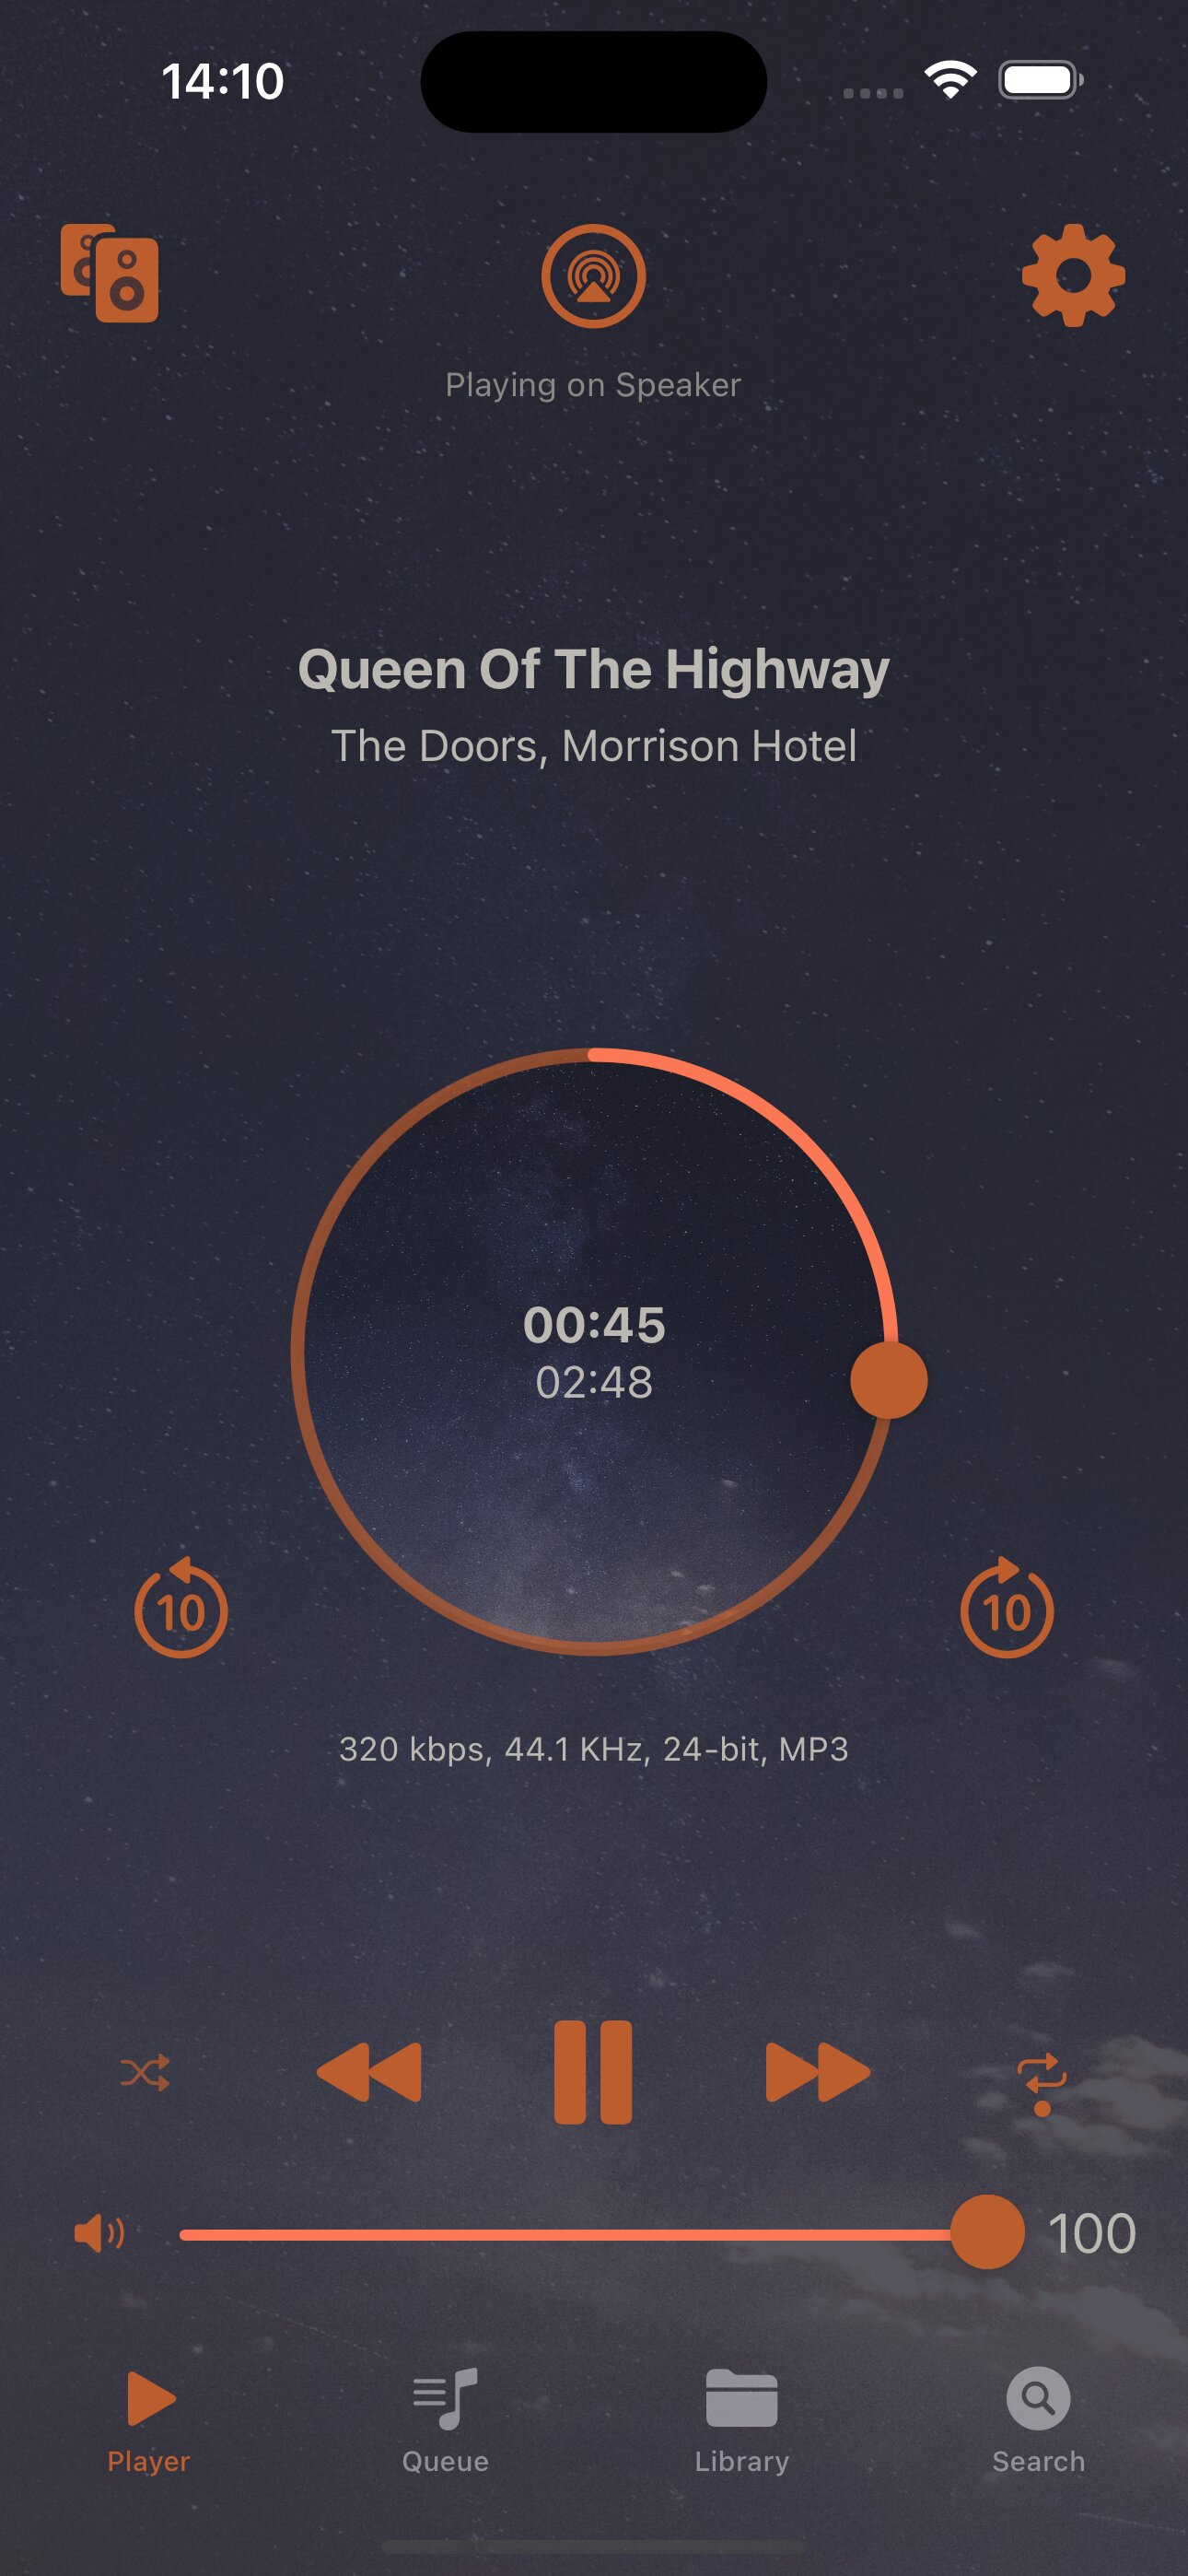 14:10
Playing on Speaker
Queen Of The Highway
The Doors, Morrison Hotel
00:45
02:48
10
10
320 kbps, 44.1 KHz, 24-bit, MP3
100
Player
Queue
Library
Search